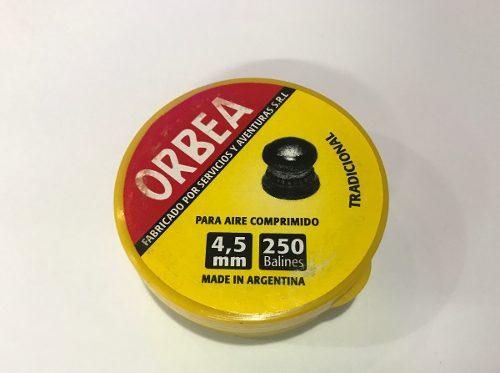 ORBEA
FABRICADO POR SERVICIOS Y AVENTURAS S.R.L
TRADICIONAL
PARA AIRE COMPRIMIDO
4,5 mm
250 Balines
MADE IN ARGENTINA